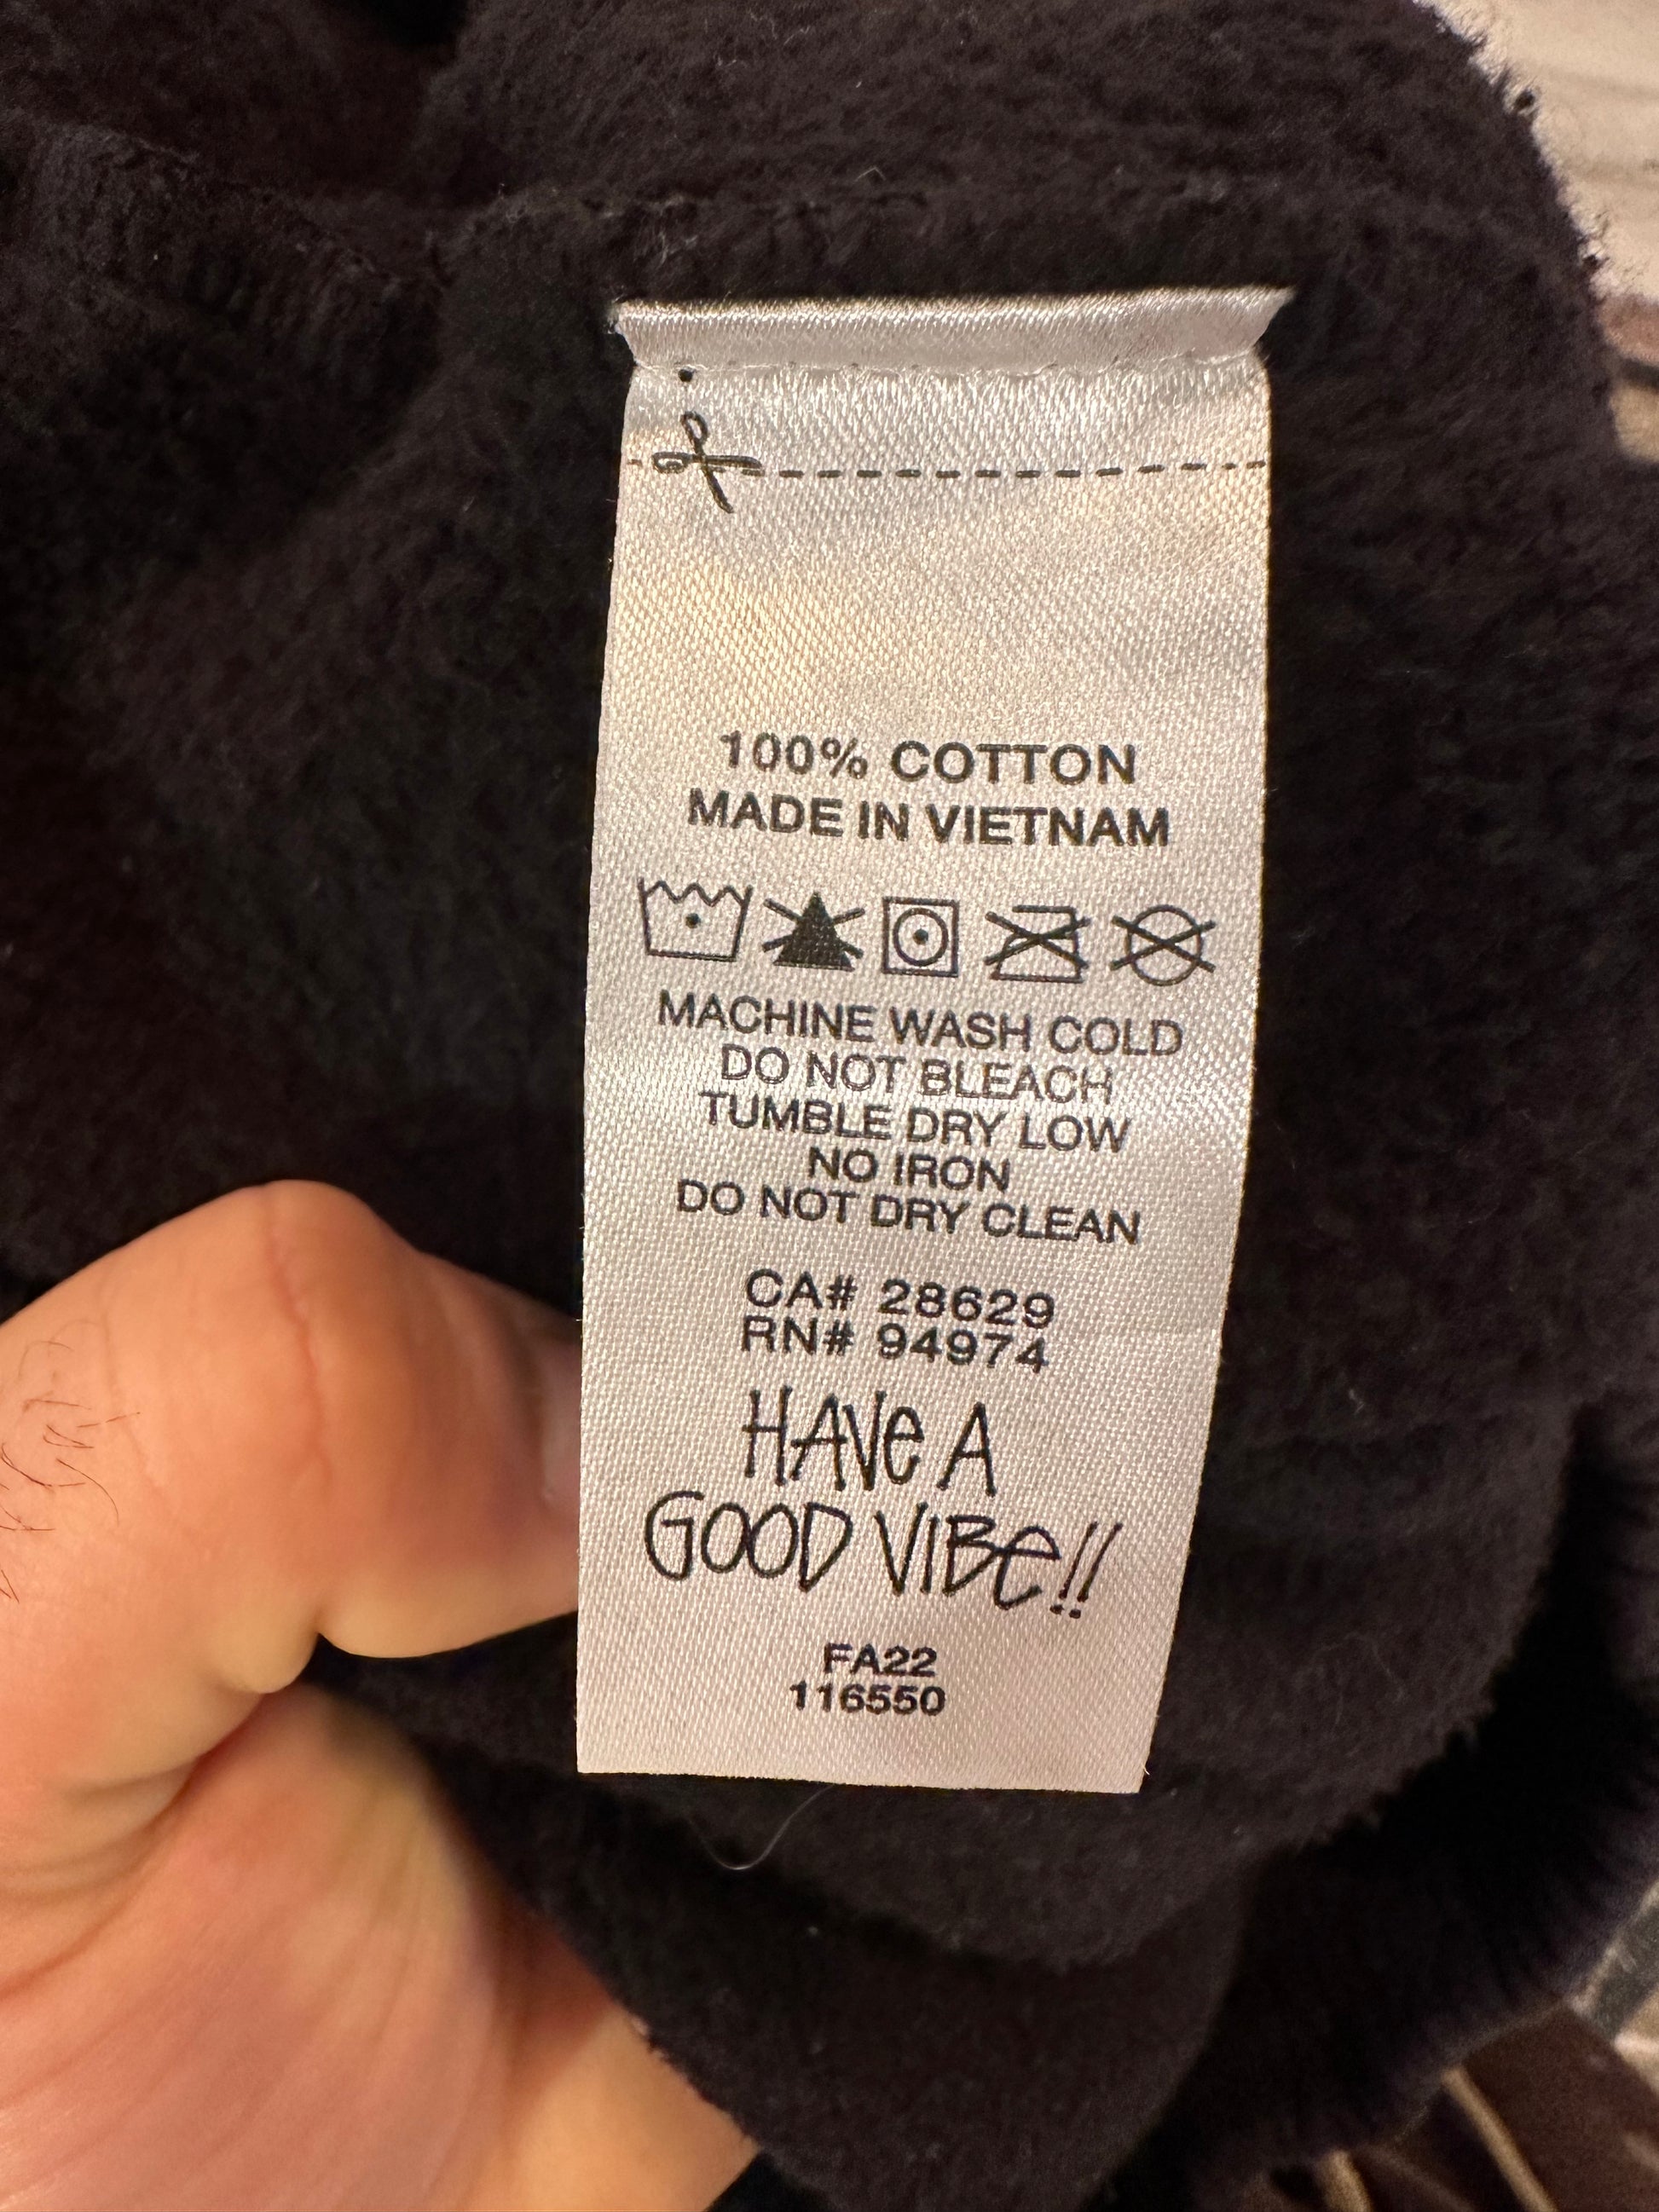 100% COTTON
MADE IN VIETNAM
MACHINE WASH COLD
DO NOT BLEACH
TUMBLE DRY LOW
NO IRON
DO NOT DRY CLEAN
CA# 28629
RN# 94974
HAVe A
GOOD VIBe!!
FA22
116550